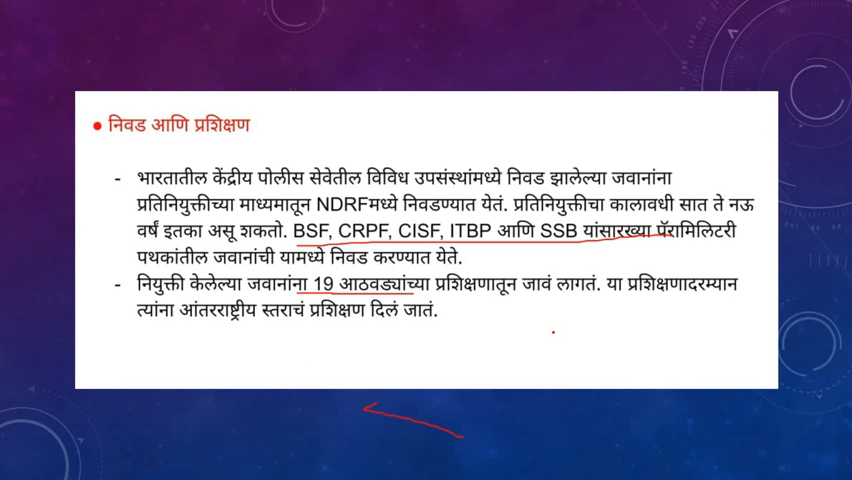 ● निवड आणि प्रशिक्षण
- भारतातील केंद्रीय पोलीस सेवेतील विविध उपसंस्थांमध्ये निवड झालेल्या जवानांना
प्रतिनियुक्तीच्या माध्यमातून NDRFमध्ये निवडण्यात येतं. प्रतिनियुक्तीचा कालावधी सात ते नऊ
वर्षं इतका असू शकतो. BSF, CRPF, CISF, ITBP आणि SSB यांसारख्या पॅरामिलिटरी
पथकांतील जवानांची यामध्ये निवड करण्यात येते.
- नियुक्ती केलेल्या जवानांना 19 आठवड्यांच्या प्रशिक्षणातून जावं लागतं. या प्रशिक्षणादरम्यान
त्यांना आंतरराष्ट्रीय स्तराचं प्रशिक्षण दिलं जातं.